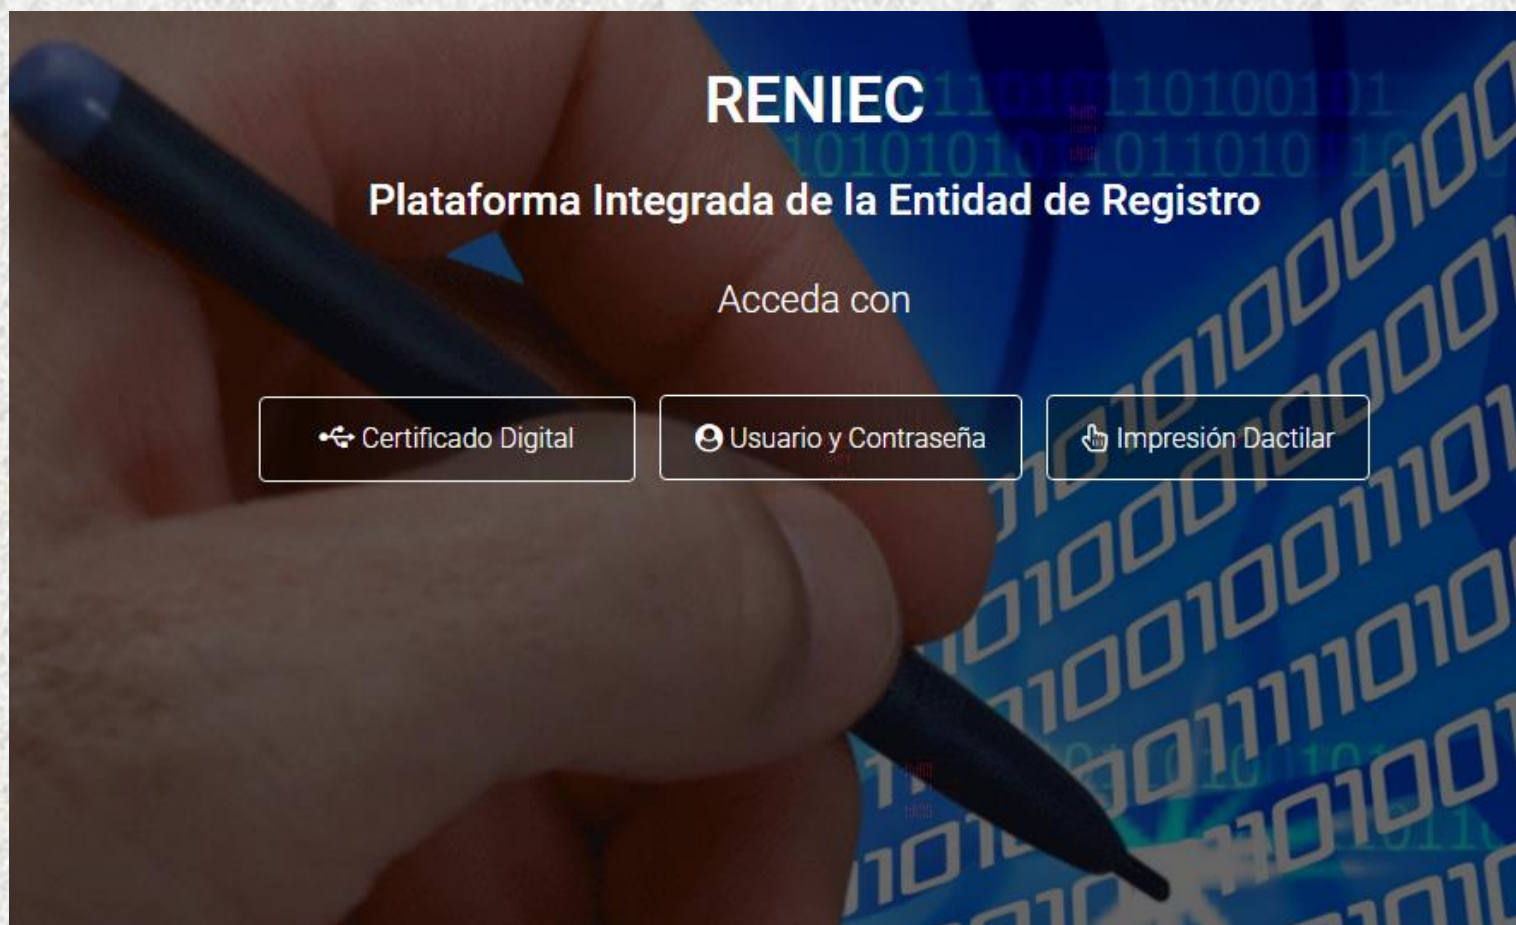 RENIEC
Plataforma Integrada de la Entidad de Registro
Acceda con
Certificado Digital
Usuario y Contraseña
Impresión Dactilar